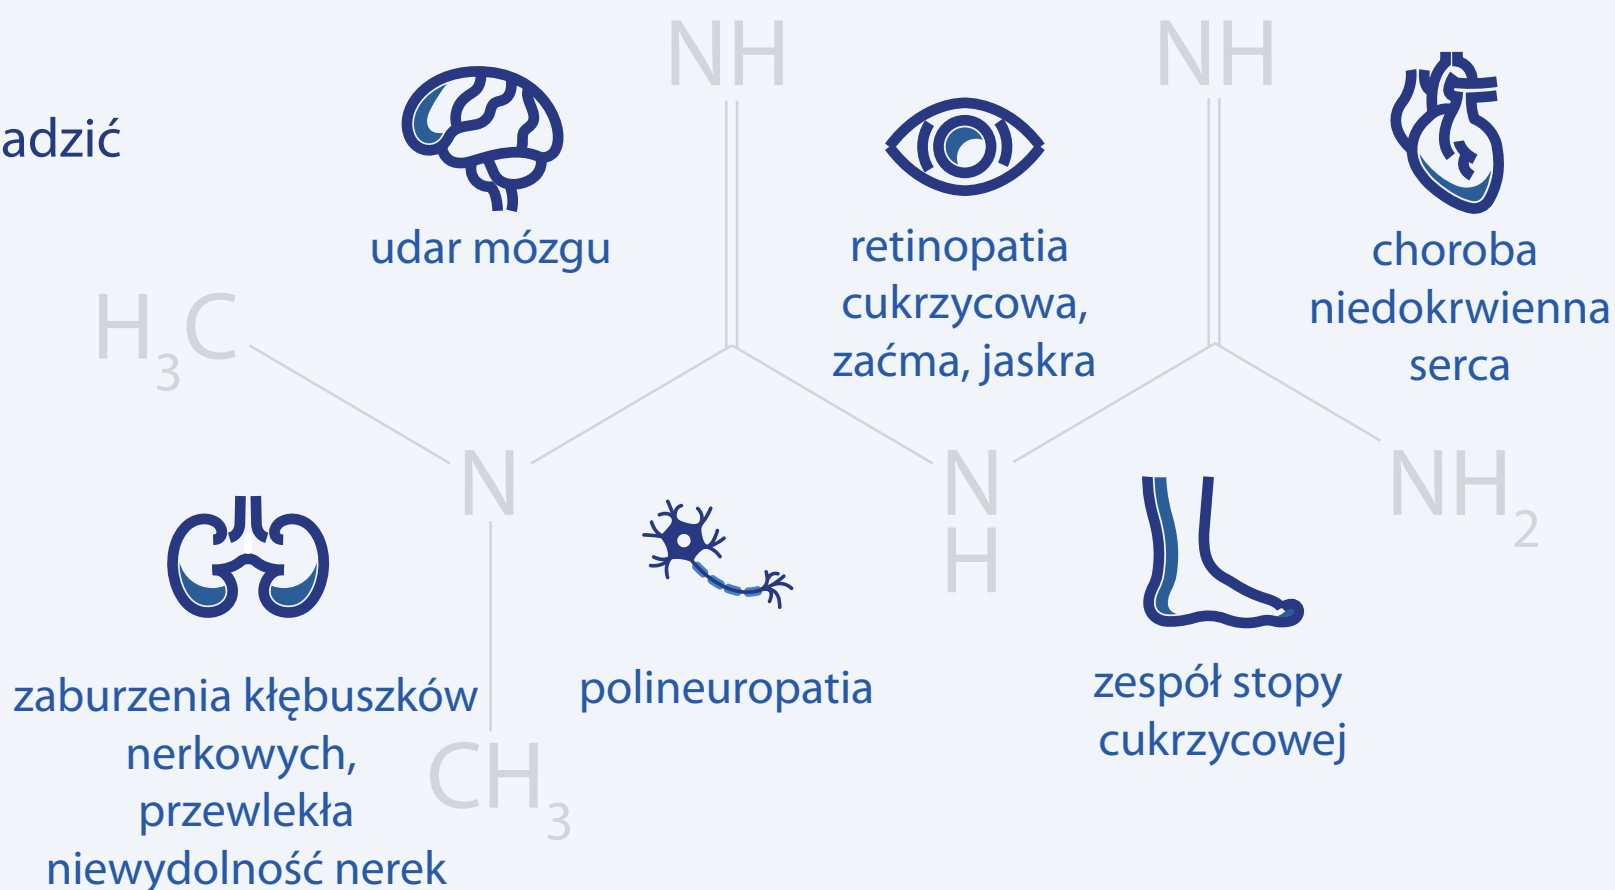 NH
NH
adzić
udar mózgu
retinopatia
cukrzycowa,
zaćma, jaskra
choroba
niedokrwienna
serca
H3C
N
N
H
NH2
zaburzenia kłębuszków
nerkowych,
przewlekła
niewydolność nerek
polineuropatia
zespół stopy
cukrzycowej
CH3